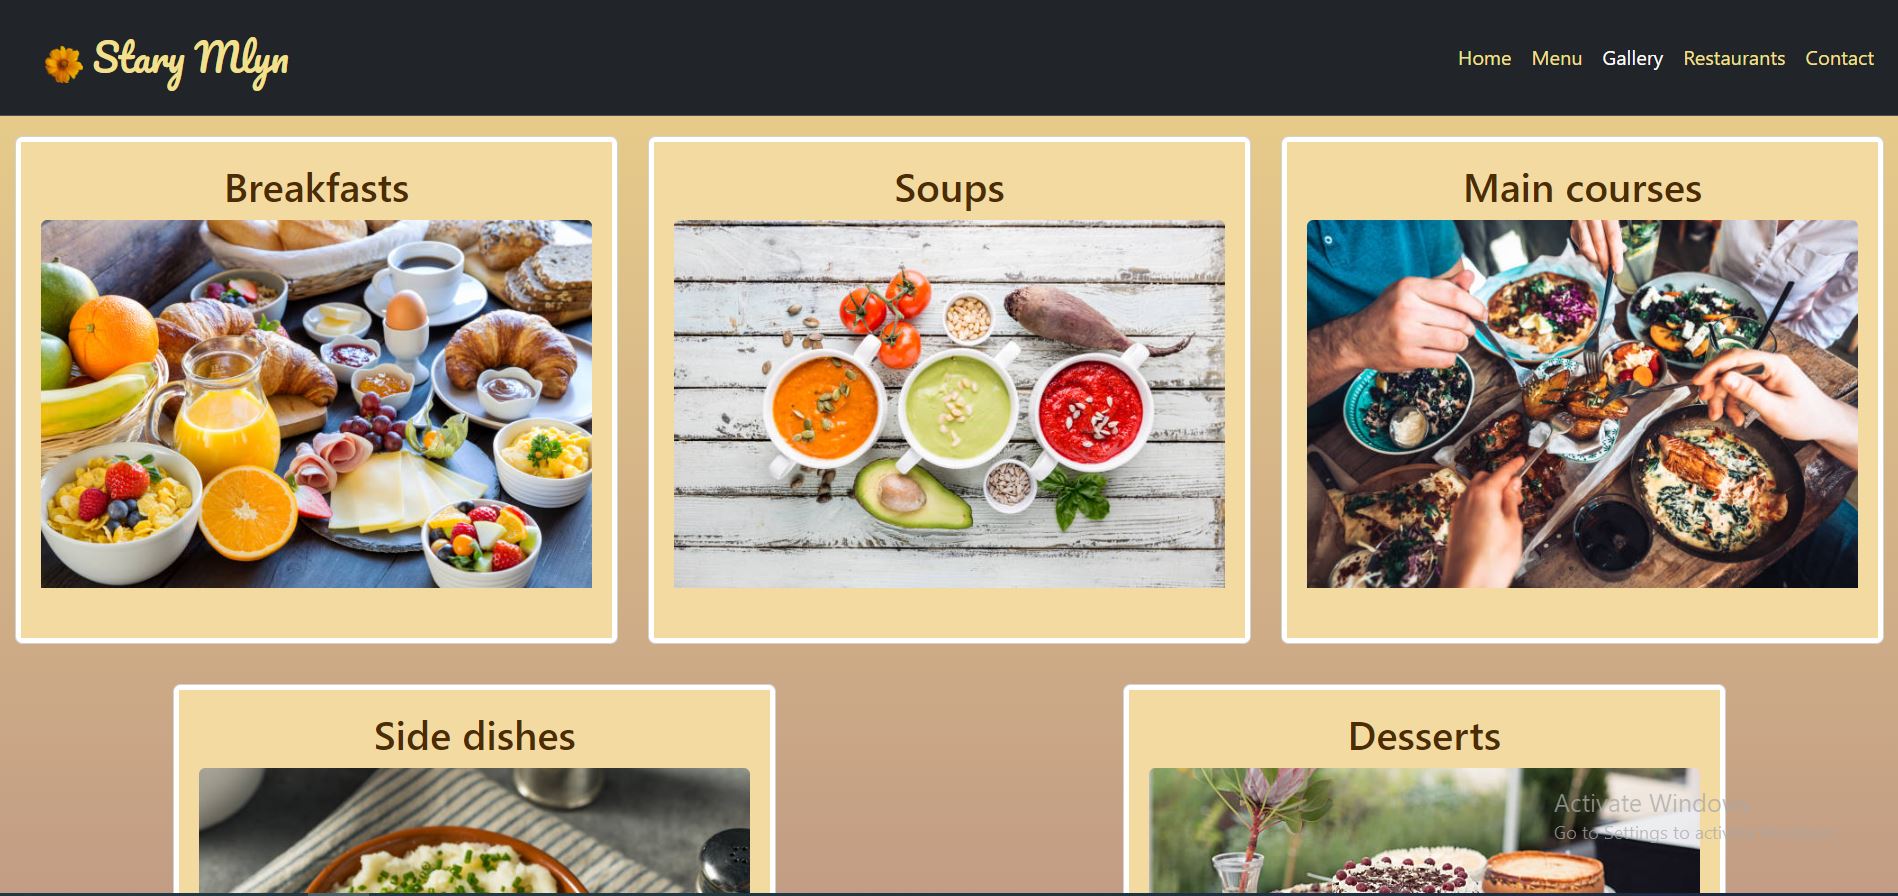 Stary Mlyn
Home Menu Gallery Restaurants Contact
Breakfasts
Soups
Main courses
Side dishes
Desserts
Activate Windows
Go to Settings to activate